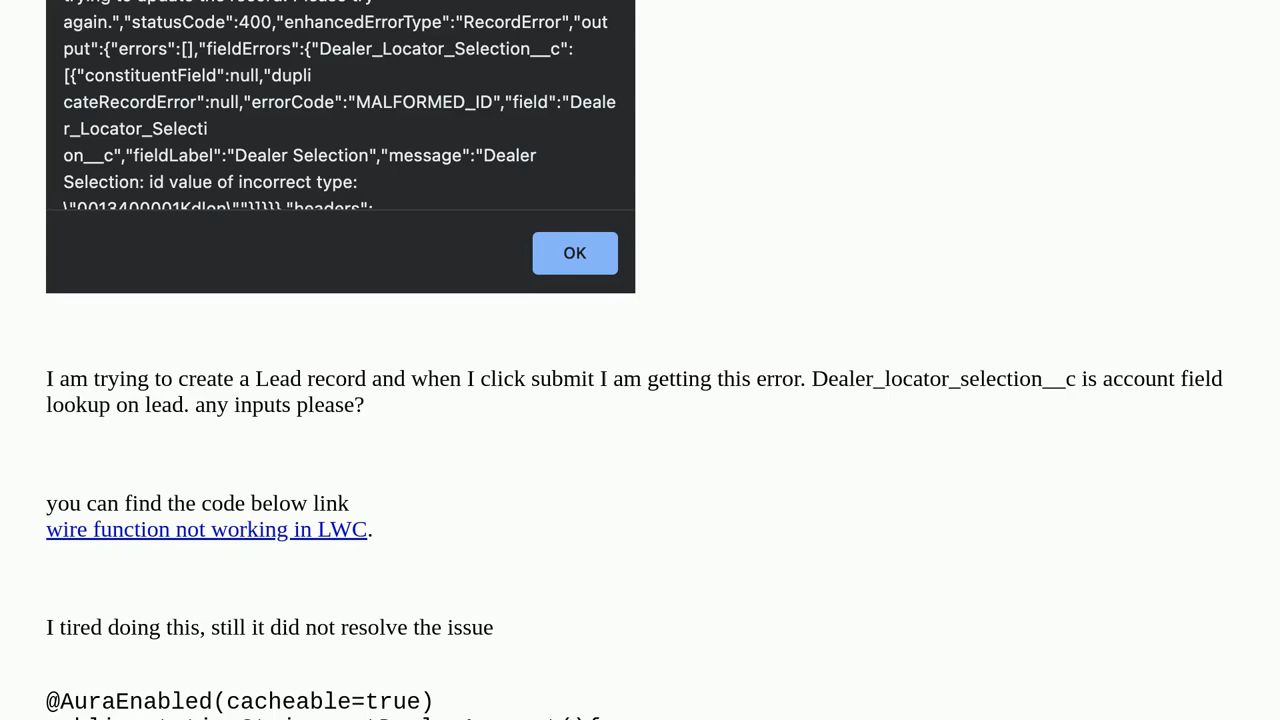 again.","statusCode":400,"enhancedErrorType":"RecordError","out
put":{"errors":[],"fieldErrors":{"Dealer_Locator_Selection__c":
[{"constituentField":null,"dupli
cateRecordError":null,"errorCode":"MALFORMED_ID","field":"Deale
r_Locator_Selecti
on__c","fieldLabel":"Dealer Selection","message":"Dealer
Selection: id value of incorrect type:
OK
I am trying to create a Lead record and when I click submit I am getting this error. Dealer_locator_selection__c is account field
lookup on lead. any inputs please?
you can find the code below link
wire function not working in LWC.
I tired doing this, still it did not resolve the issue
@AuraEnabled(cacheable=true)